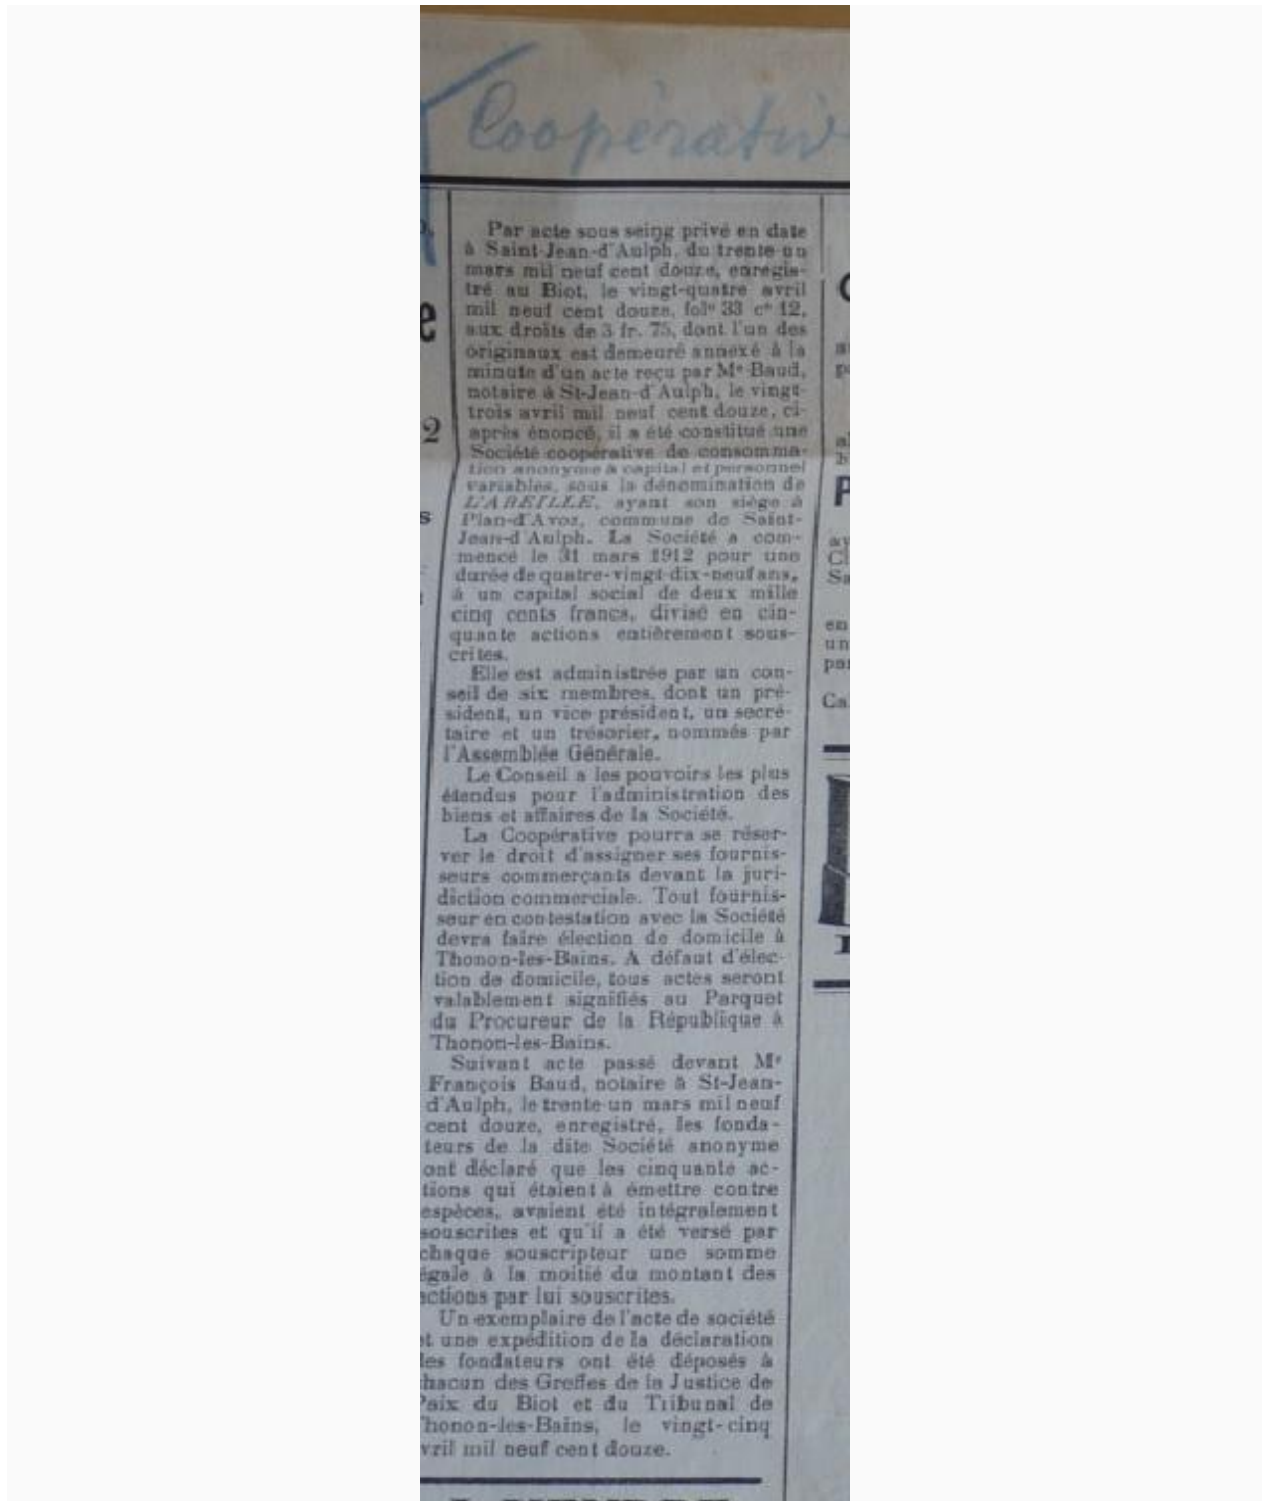 Coopérativ
Par acte sous seing privé en date
à Saint-Jean-d'Aulph, du trente-un
mars mil neuf cent douze, enregis-
tré au Biot, le vingt-quatre avril
mil neuf cent douze, fol° 33 c° 12,
aux droits de 3 fr. 75, dont l'un des
originaux est demeuré annexé à la
minute d'un acte reçu par Me Baud,
notaire à St-Jean-d'Aulph, le vingt-
trois avril mil neuf cent douze, ci-
après énoncé, il a été constitué une
Société coopérative de consomma-
tion anonyme à capital et personnel
variables, sous la dénomination de
L'ABEILLE, ayant son siège à
Plan-d'Avoz, commune de Saint-
Jean-d'Aulph. La Société a com-
mencé le 31 mars 1912 pour une
durée de quatre-vingt-dix-neuf ans,
à un capital social de deux mille
cinq cents francs, divisé en cin-
quante actions entièrement sous-
crites.
Elle est administrée par un con-
seil de six membres, dont un pré-
sident, un vice président, un secré-
taire et un trésorier, nommés par
l'Assemblée Générale.
Le Conseil a les pouvoirs les plus
étendus pour l'administration des
biens et affaires de la Société.
La Coopérative pourra se réser-
ver le droit d'assigner ses fournis-
seurs commerçants devant la juri-
diction commerciale. Tout fournis-
seur en contestation avec la Société
devra faire élection de domicile à
Thonon-les-Bains. A défaut d'élec-
tion de domicile, tous actes seront
valablement signifiés au Parquet
du Procureur de la République à
Thonon-les-Bains.
Suivant acte passé devant Me
François Baud, notaire à St-Jean-
d'Aulph, le trente-un mars mil neuf
cent douze, enregistré, les fonda-
teurs de la dite Société anonyme
ont déclaré que les cinquante ac-
tions qui étaient à émettre contre
espèces, avaient été intégralement
souscrites et qu'il a été versé par
chaque souscripteur une somme
égale à la moitié du montant des
actions par lui souscrites.
Un exemplaire de l'acte de société
et une expédition de la déclaration
des fondateurs ont été déposés à
chacun des Greffes de la Justice de
Paix du Biot et du Tribunal de
Thonon-les-Bains, le vingt-cinq
avril mil neuf cent douze.